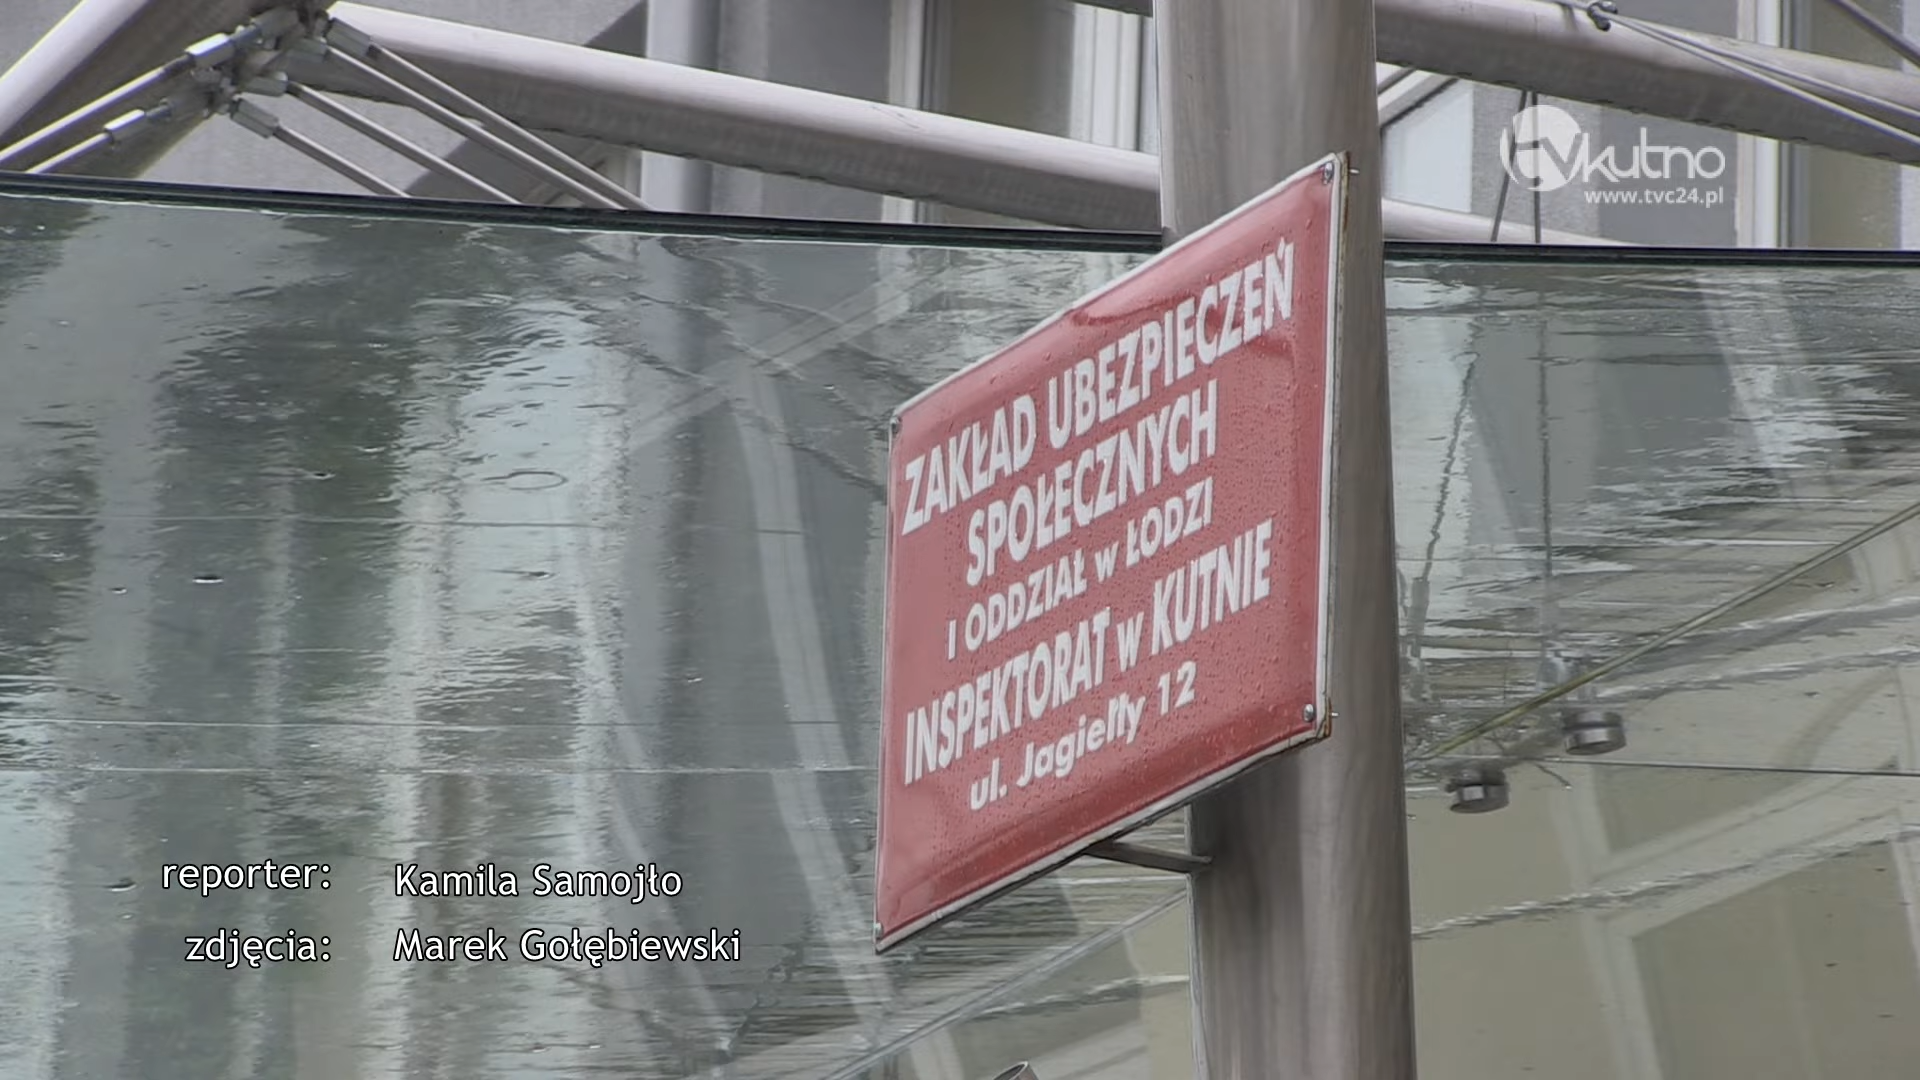 tvkutno
www.tvc24.pl
ZAKŁAD UBEZPIECZEŃ
SPOŁECZNYCH
I ODDZIAŁ w ŁODZI
INSPEKTORAT w KUTNIE
ul. Jagiełły 12
reporter: Kamila Samojło
zdjęcia: Marek Gołębiewski